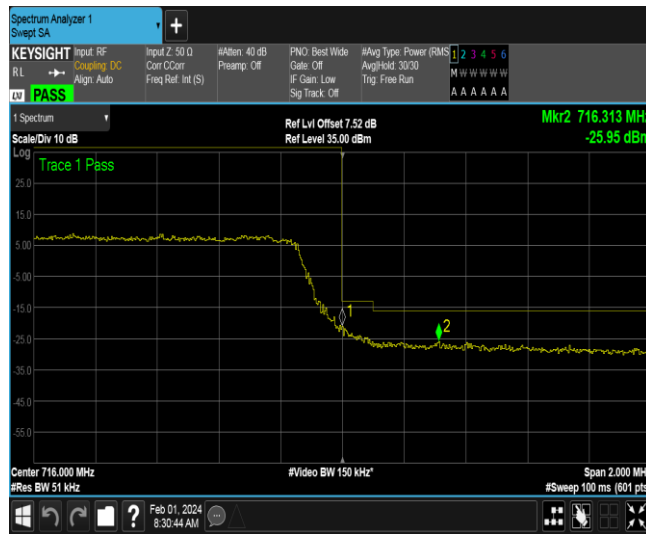 Spectrum Analyzer 1
Swept SA
+
KEYSIGHT
RL
LXI PASS
Input: RF
Coupling: DC
Align: Auto
Input Z: 50 Ω
Corr CCorr
Freq Ref: Int (S)
#Atten: 40 dB
Preamp: Off
PNO: Best Wide
Gate: Off
IF Gain: Low
Sig Track: Off
#Avg Type: Power (RMS
Avg|Hold: 30/30
Trig: Free Run
1 2 3 4 5 6
M W W W W W
A A A A A A
1 Spectrum
Scale/Div 10 dB
Ref Lvl Offset 7.52 dB
Ref Level 35.00 dBm
Mkr2 716.313 MHz
-25.95 dBm
Log
Trace 1 Pass
25.0
15.0
5.00
-5.00
-15.0
1
2
-35.0
-45.0
-55.0
Center 716.000 MHz
#Res BW 51 kHz
#Video BW 150 kHz*
Span 2.000 MH
#Sweep 100 ms (601 pts
?
Feb 01, 2024
8:30:44 AM